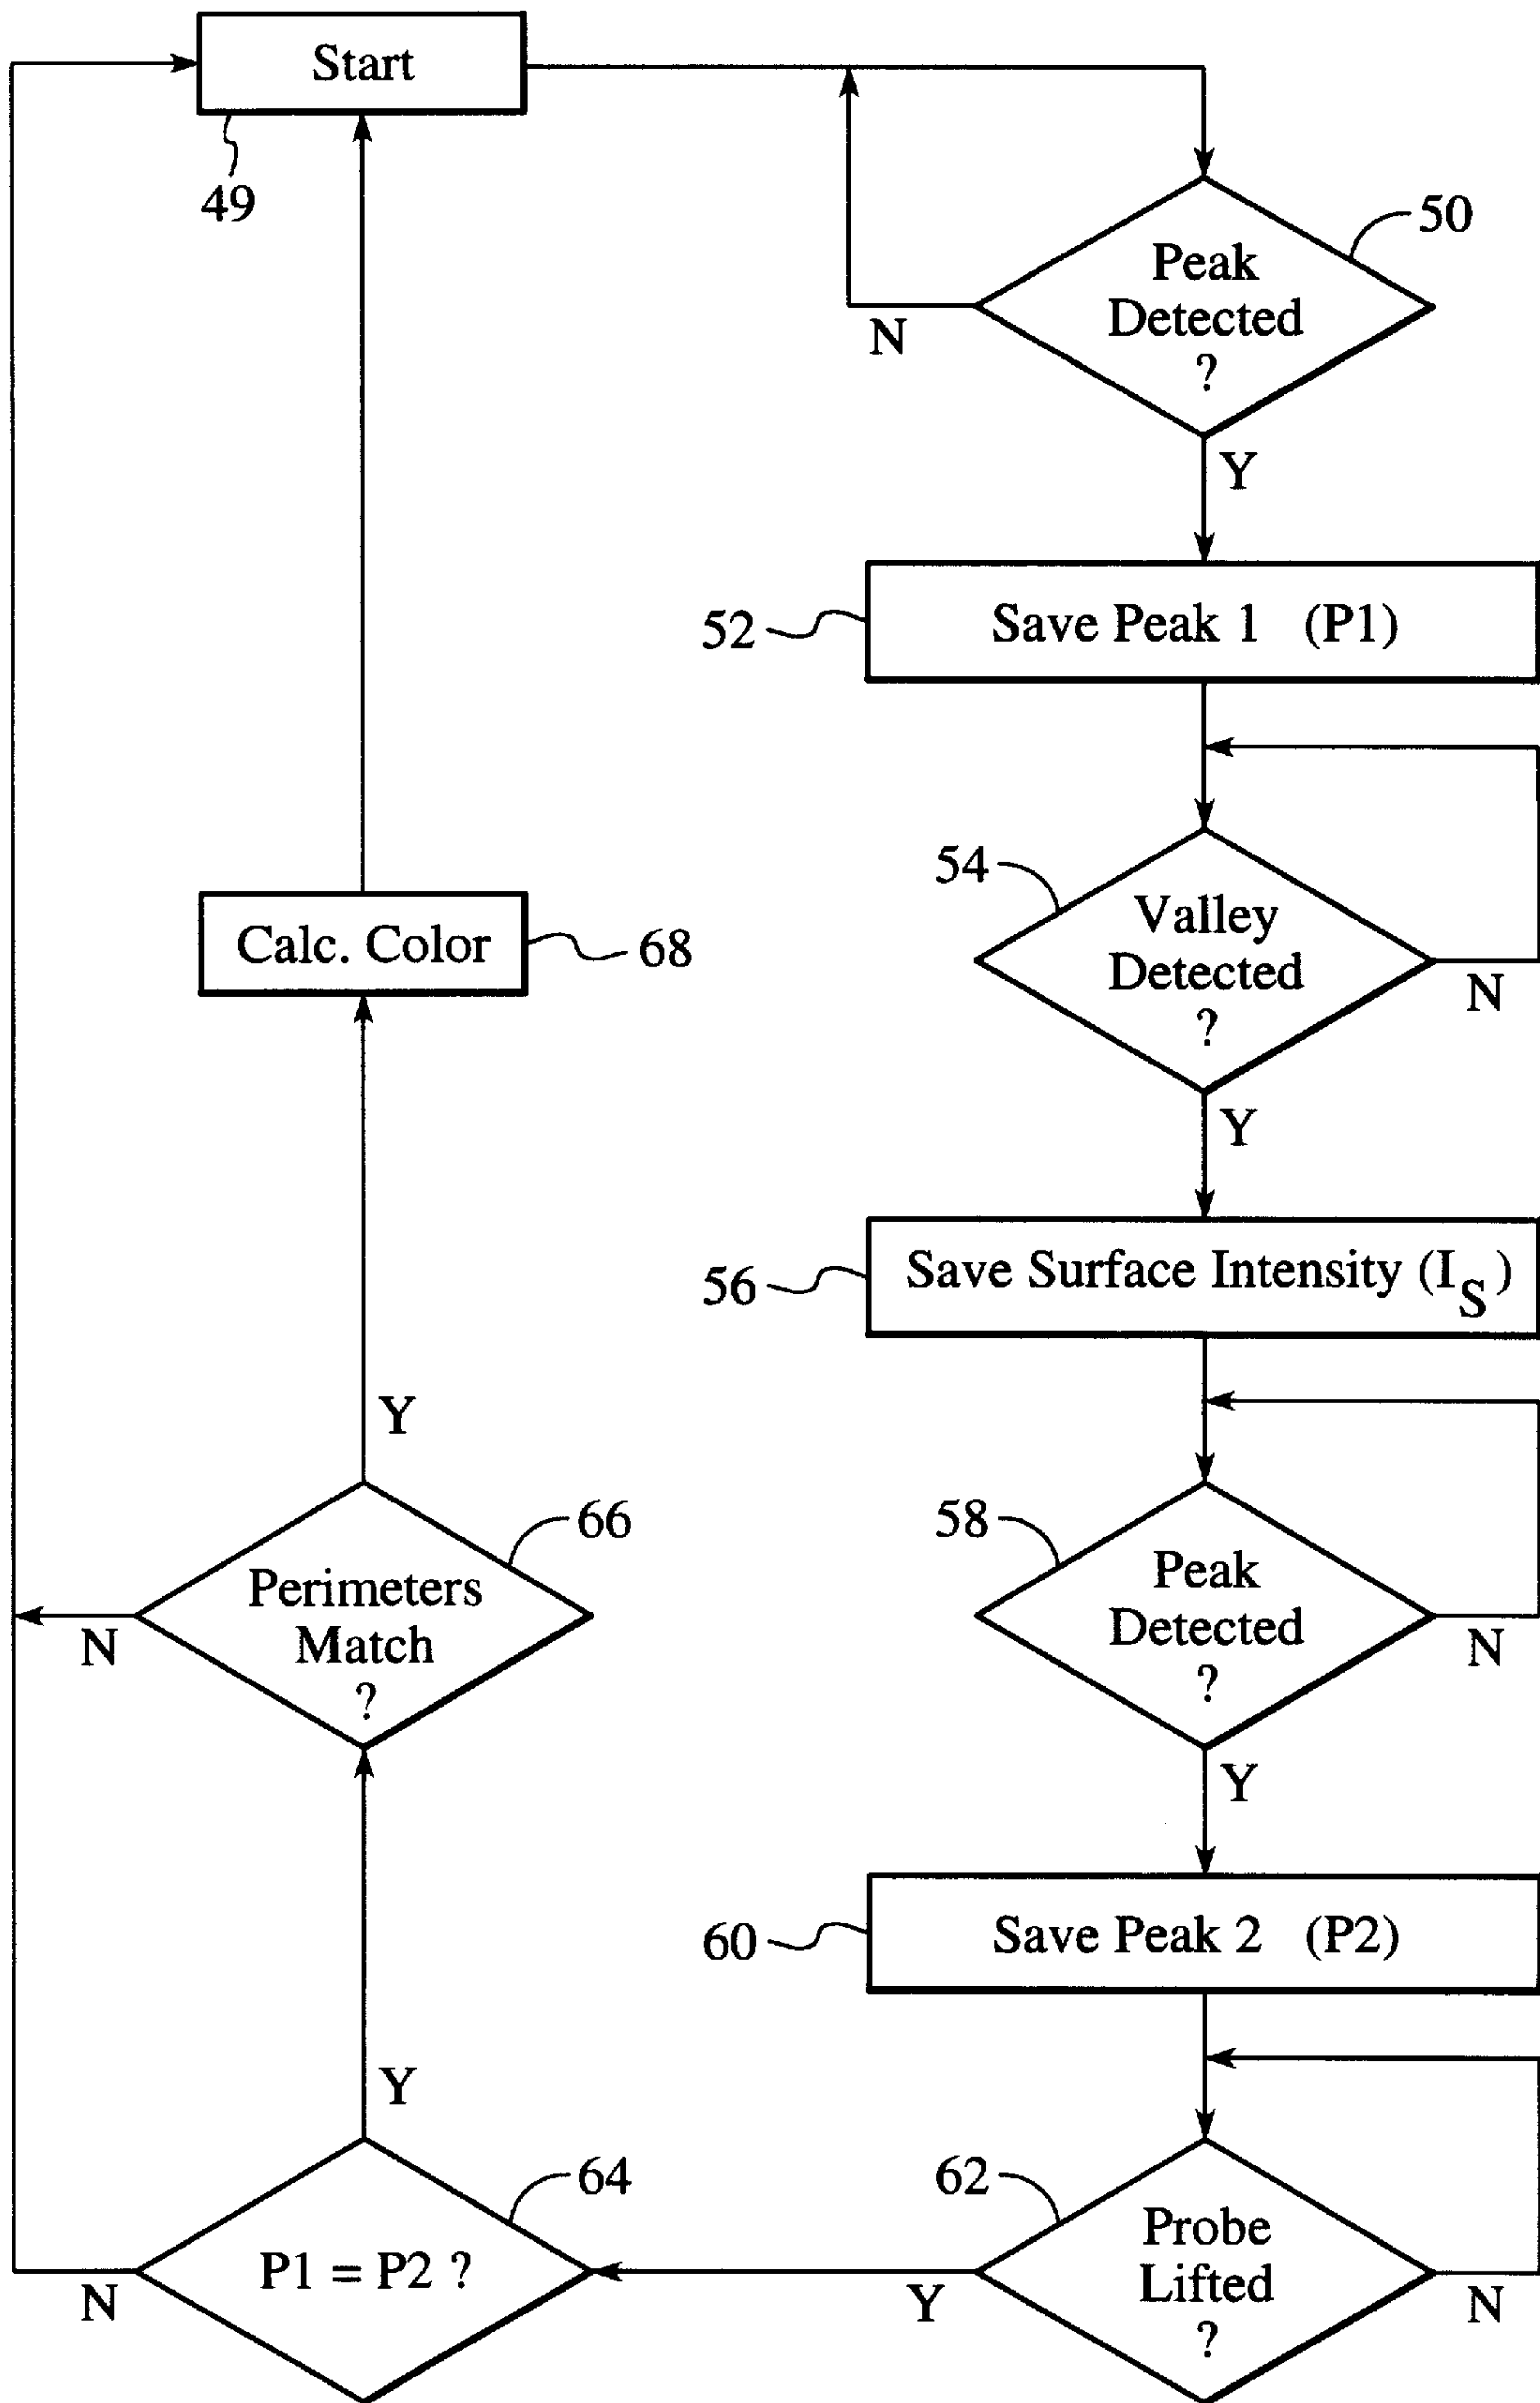 Start
49
50
Peak
Detected
?
N
Y
52
Save Peak 1 (P1)
54
Valley
Detected
?
N
Y
56
Save Surface Intensity (IS)
58
Peak
Detected
?
N
Y
60
Save Peak 2 (P2)
62
Probe
Lifted
?
N
Y
64
P1 = P2 ?
N
Y
66
Perimeters
Match
?
N
Y
Calc. Color
68